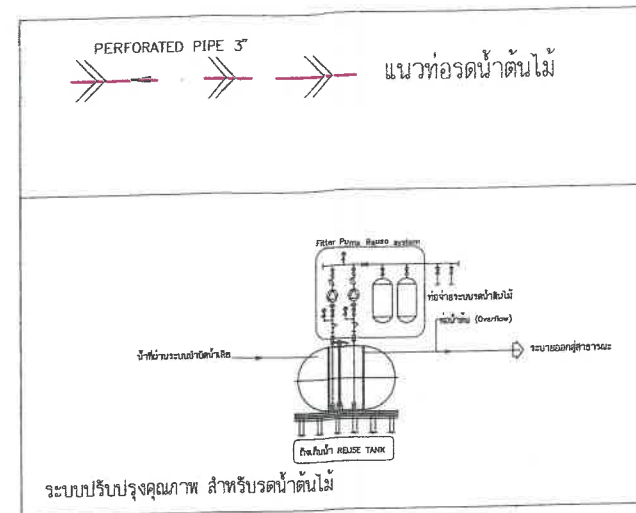 PERFORATED PIPE 3"
แนวท่อรดน้ำต้นไม้
Filter Pump Reuse system
ท่อจ่ายระบบรดน้ำต้นไม้
ท่อน้ำล้น (Overflow)
น้ำที่ผ่านระบบบำบัดน้ำเสีย
ระบายออกสู่สาธารณะ
ถังเก็บน้ำ REUSE TANK
ระบบปรับปรุงคุณภาพ สำหรับรดน้ำต้นไม้